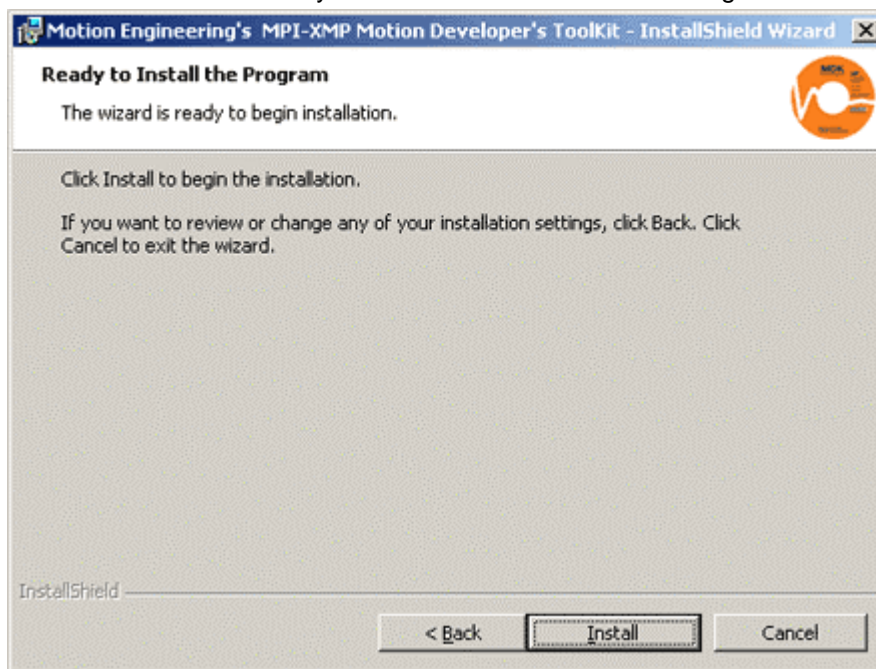 Motion Engineering's MPI-XMP Motion Developer's ToolKit - InstallShield Wizard
Ready to Install the Program
The wizard is ready to begin installation.
MDK
Click Install to begin the installation.
If you want to review or change any of your installation settings, click Back. Click
Cancel to exit the wizard.
InstallShield
< Back
Install
Cancel